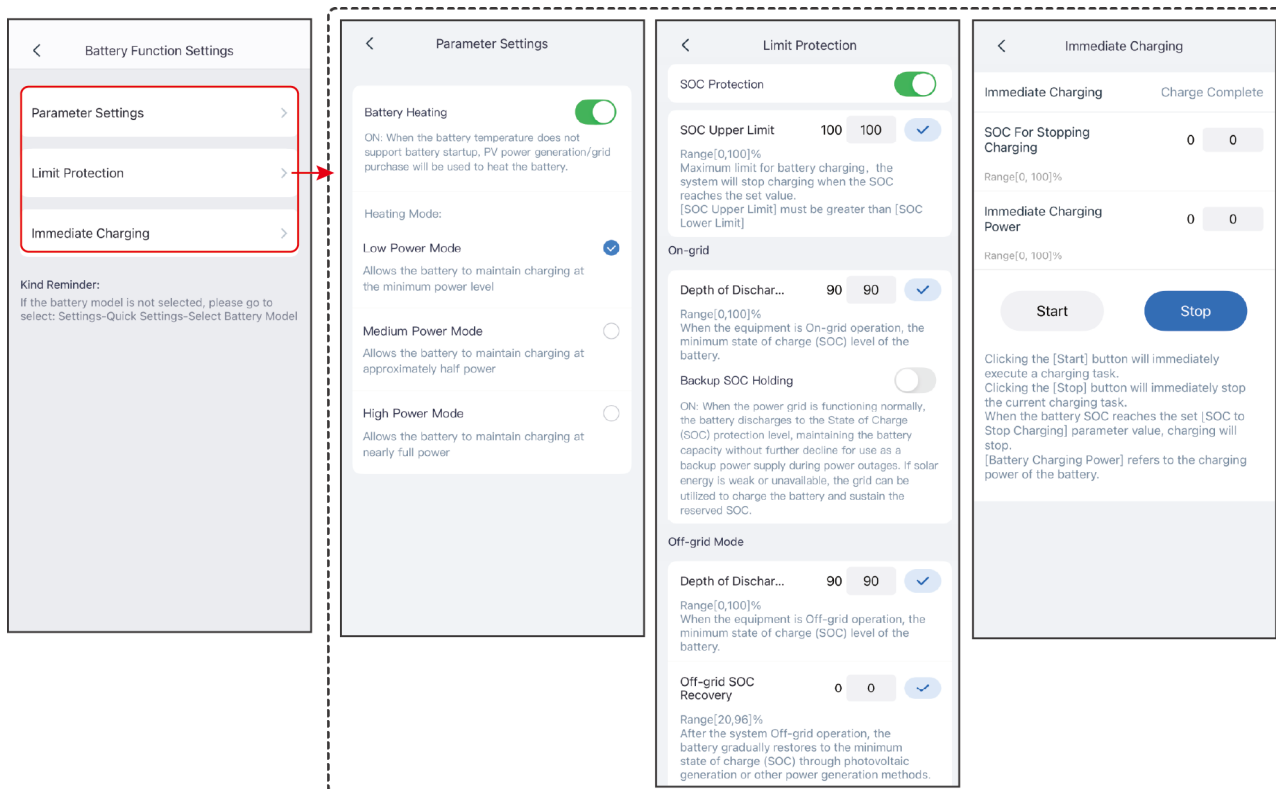 Battery Function Settings
Parameter Settings
Limit Protection
Immediate Charging
Kind Reminder:
If the battery model is not selected, please go to
select: Settings-Quick Settings-Select Battery Model
Parameter Settings
Battery Heating
ON: When the battery temperature does not
support battery startup, PV power generation/grid
purchase will be used to heat the battery.
Heating Mode:
Low Power Mode
Allows the battery to maintain charging at
the minimum power level
Medium Power Mode
Allows the battery to maintain charging at
approximately half power
High Power Mode
Allows the battery to maintain charging at
nearly full power
Limit Protection
SOC Protection
SOC Upper Limit 100 100
Range[0,100]%
Maximum limit for battery charging, the
system will stop charging when the SOC
reaches the set value.
[SOC Upper Limit] must be greater than [SOC
Lower Limit]
On-grid
Depth of Dischar... 90 90
Range[0,100]%
When the equipment is On-grid operation, the
minimum state of charge (SOC) level of the
battery.
Backup SOC Holding
ON: When the power grid is functioning normally,
the battery discharges to the State of Charge
(SOC) protection level, maintaining the battery
capacity without further decline for use as a
backup power supply during power outages. If solar
energy is weak or unavailable, the grid can be
utilized to charge the battery and sustain the
reserved SOC.
Off-grid Mode
Depth of Dischar... 90 90
Range[0,100]%
When the equipment is Off-grid operation, the
minimum state of charge (SOC) level of the
battery.
Off-grid SOC
Recovery 0 0
Range[20,96]%
After the system Off-grid operation, the
battery gradually restores to the minimum
state of charge (SOC) through photovoltaic
generation or other power generation methods.
Immediate Charging
Immediate Charging Charge Complete
SOC For Stopping
Charging 0 0
Range[0, 100]%
Immediate Charging
Power 0 0
Range[0, 100]%
Start Stop
Clicking the [Start] button will immediately
execute a charging task.
Clicking the [Stop] button will immediately stop
the current charging task.
When the battery SOC reaches the set [SOC to
Stop Charging] parameter value, charging will
stop.
[Battery Charging Power] refers to the charging
power of the battery.